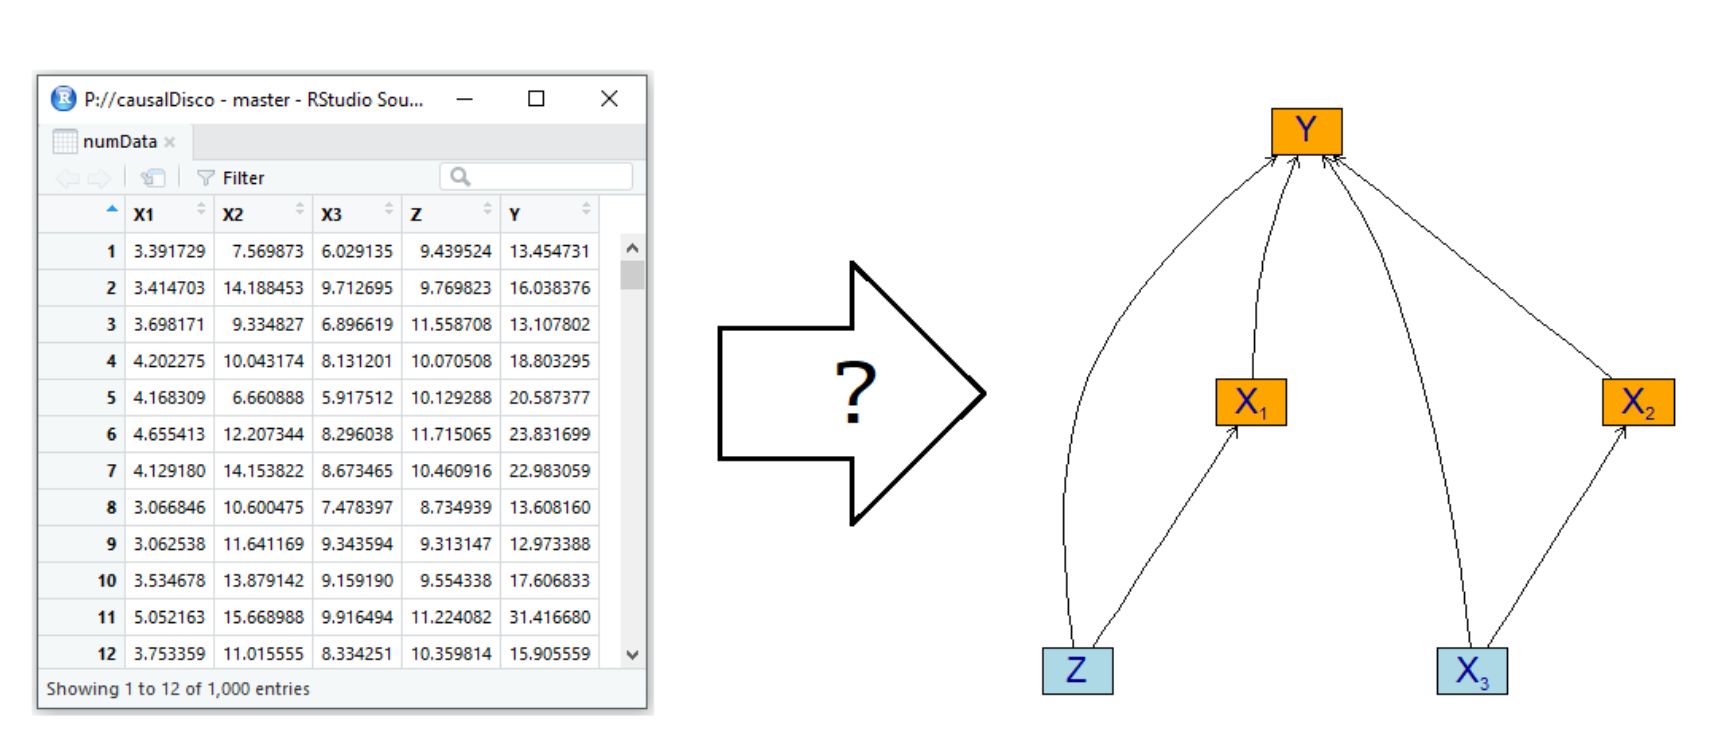 P://causalDisco - master - RStudio Sou...
numData
Filter
X1 X2 X3 Z Y
1 3.391729 7.569873 6.029135 9.439524 13.454731
2 3.414703 14.188453 9.712695 9.769823 16.038376
3 3.698171 9.334827 6.896619 11.558708 13.107802
4 4.202275 10.043174 8.131201 10.070508 18.803295
5 4.168309 6.660888 5.917512 10.129288 20.587377
6 4.655413 12.207344 8.296038 11.715065 23.831699
7 4.129180 14.153822 8.673465 10.460916 22.983059
8 3.066846 10.600475 7.478397 8.734939 13.608160
9 3.062538 11.641169 9.343594 9.313147 12.973388
10 3.534678 13.879142 9.159190 9.554338 17.606833
11 5.052163 15.668988 9.916494 11.224082 31.416680
12 3.753359 11.015555 8.334251 10.359814 15.905559
Showing 1 to 12 of 1,000 entries
?
Y
X1
X2
Z
X3